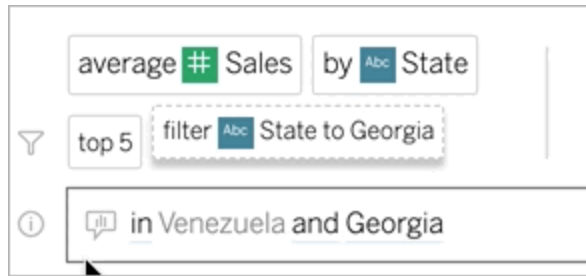 average # Sales by Abc State
top 5 filter Abc State to Georgia
in Venezuela and Georgia